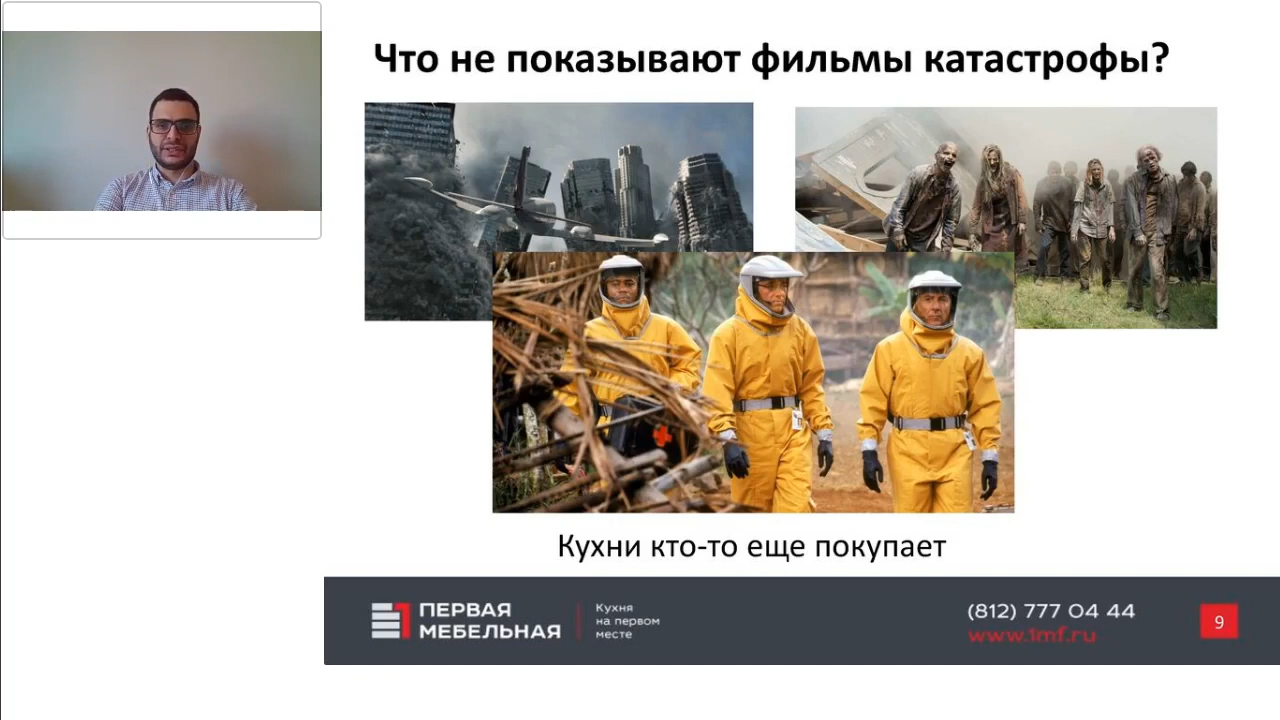 Что не показывают фильмы катастрофы?
Кухни кто-то еще покупает
ПЕРВАЯ
МЕБЕЛЬНАЯ
Кухня
на первом
месте
(812) 777 04 44
www.1mf.ru
9